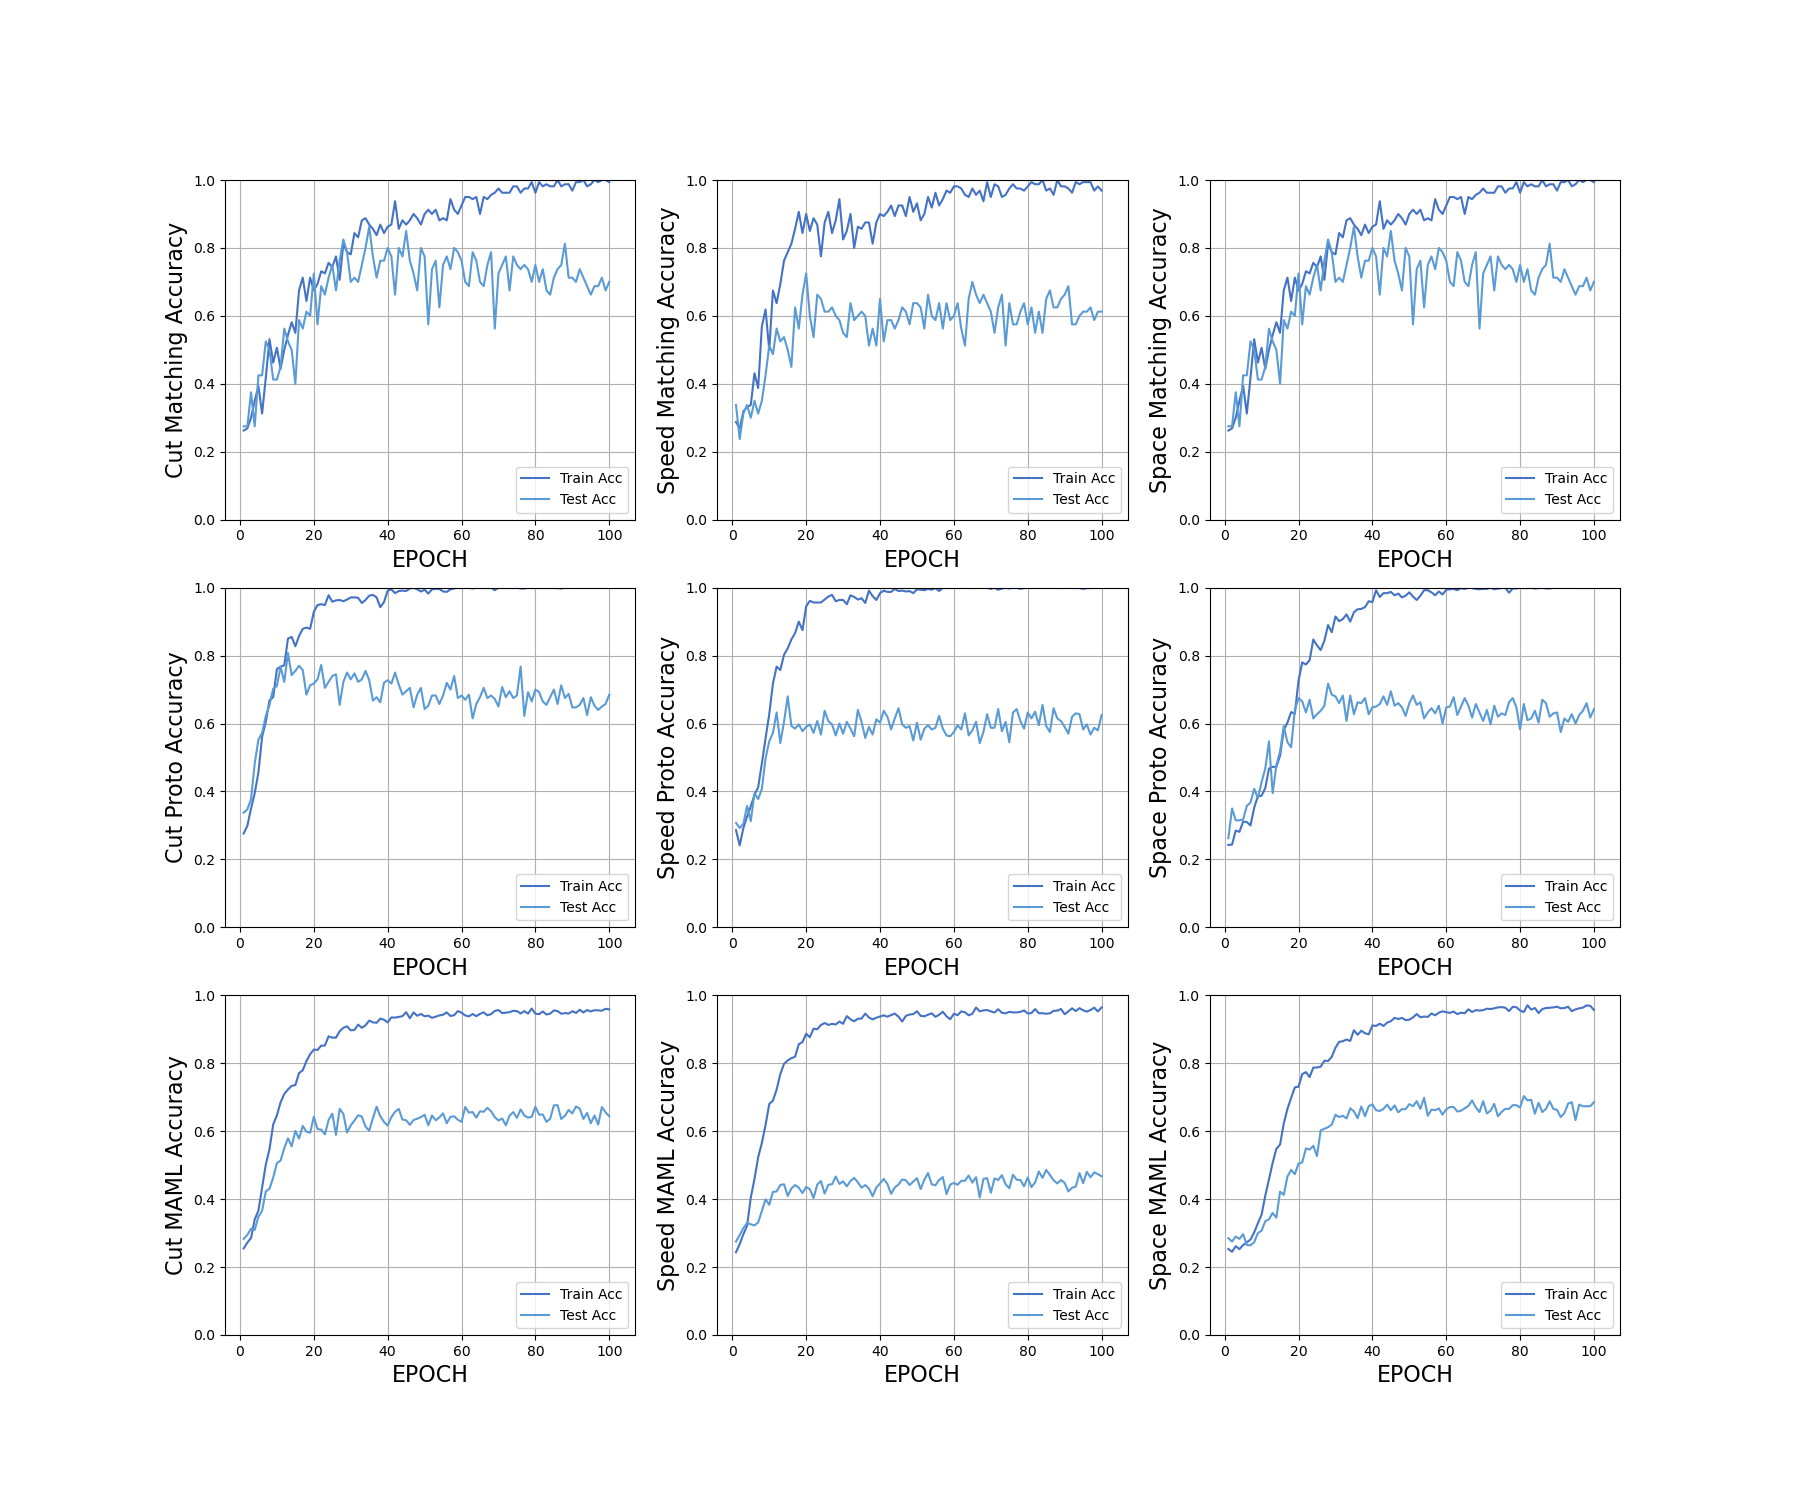 Cut Matching Accuracy
1.0
0.8
0.6
0.4
0.2
0.0
Train Acc
Test Acc
0 20 40 60 80 100
EPOCH
Speed Matching Accuracy
1.0
0.8
0.6
0.4
0.2
0.0
Train Acc
Test Acc
0 20 40 60 80 100
EPOCH
Space Matching Accuracy
1.0
0.8
0.6
0.4
0.2
0.0
Train Acc
Test Acc
0 20 40 60 80 100
EPOCH
Cut Proto Accuracy
1.0
0.8
0.6
0.4
0.2
0.0
Train Acc
Test Acc
0 20 40 60 80 100
EPOCH
Speed Proto Accuracy
1.0
0.8
0.6
0.4
0.2
0.0
Train Acc
Test Acc
0 20 40 60 80 100
EPOCH
Space Proto Accuracy
1.0
0.8
0.6
0.4
0.2
0.0
Train Acc
Test Acc
0 20 40 60 80 100
EPOCH
Cut MAML Accuracy
1.0
0.8
0.6
0.4
0.2
0.0
Train Acc
Test Acc
0 20 40 60 80 100
EPOCH
Speed MAML Accuracy
1.0
0.8
0.6
0.4
0.2
0.0
Train Acc
Test Acc
0 20 40 60 80 100
EPOCH
Space MAML Accuracy
1.0
0.8
0.6
0.4
0.2
0.0
Train Acc
Test Acc
0 20 40 60 80 100
EPOCH